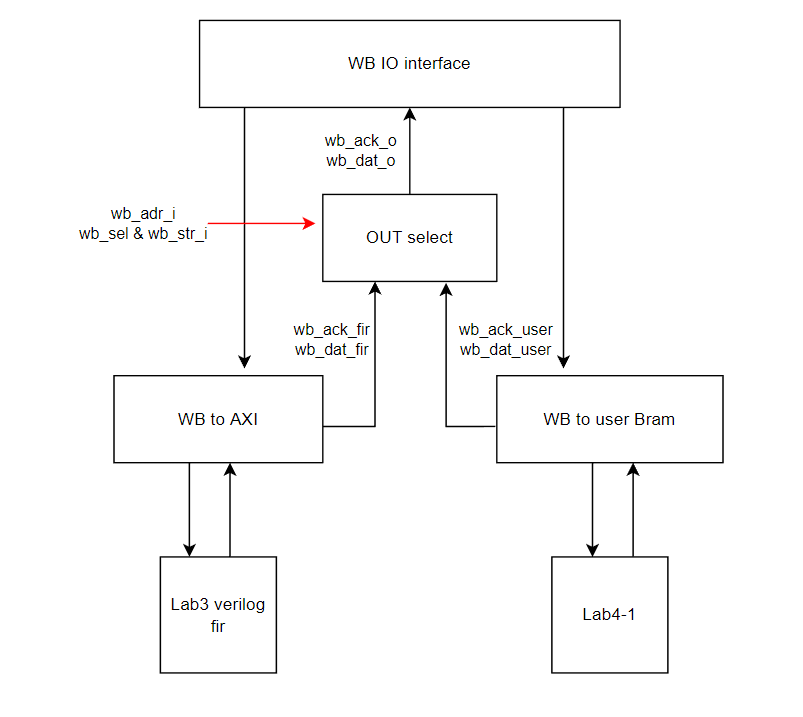 WB IO interface
wb_ack_o
wb_dat_o
wb_adr_i
wb_sel & wb_str_i
OUT select
wb_ack_fir
wb_dat_fir
wb_ack_user
wb_dat_user
WB to AXI
WB to user Bram
Lab3 verilog
fir
Lab4-1